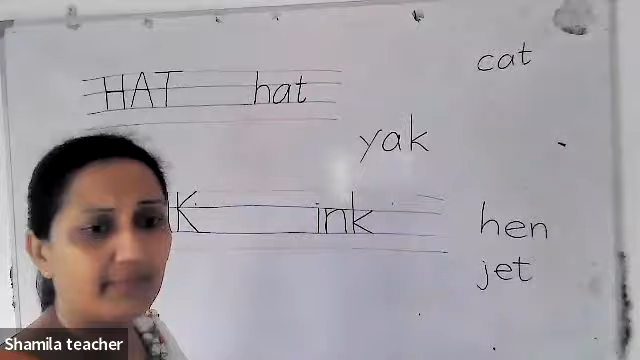 HAT hat
cat
yak
K ink
hen
jet
Shamila teacher